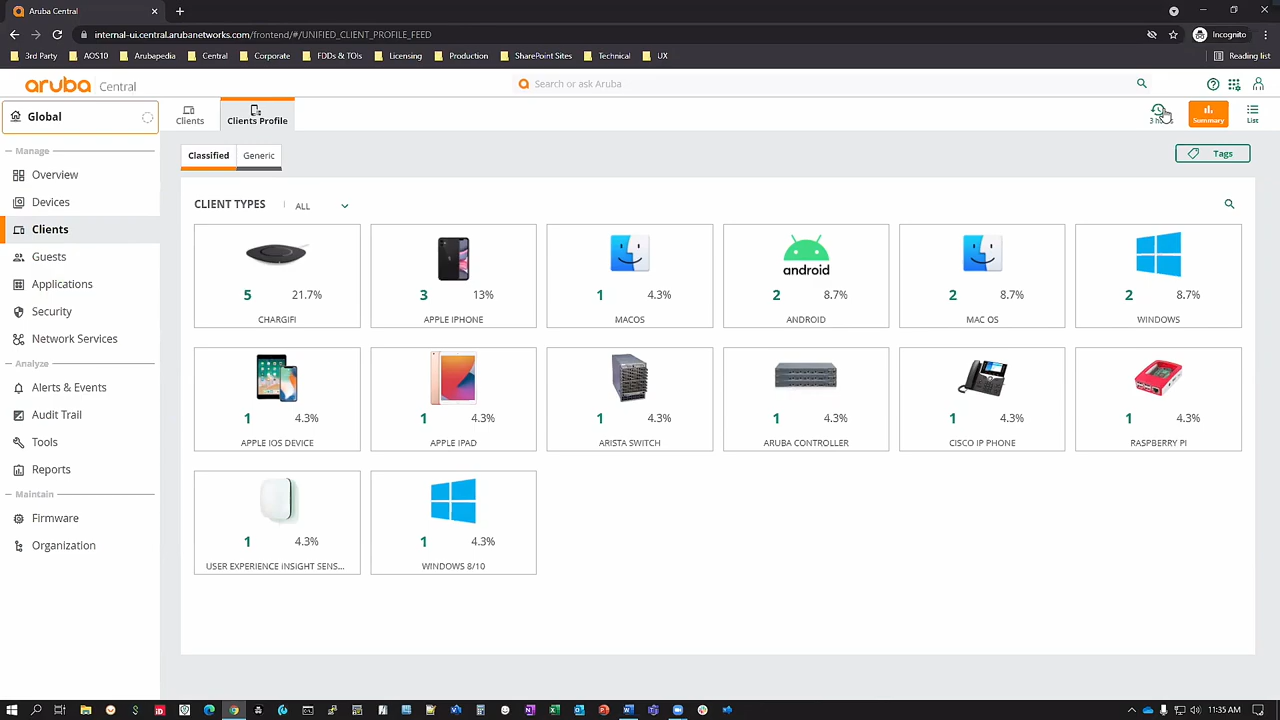 Aruba Central
Incognito
internal-ui.central.arubanetworks.com/frontend/#/UNIFIED_CLIENT_PROFILE_FEED
3rd Party
AOS10
Arubapedia
Central
Corporate
FDDs & TOIs
Licensing
Production
SharePoint Sites
Technical
UX
Reading list
aruba Central
Search or ask Aruba
Global
Clients
Clients Profile
Summary
List
Manage
Overview
Devices
Clients
Guests
Applications
Security
Network Services
Analyze
Alerts & Events
Audit Trail
Tools
Reports
Maintain
Firmware
Organization
Classified
Generic
Tags
CLIENT TYPES
ALL
5 21.7%
CHARGIFI
3 13%
APPLE IPHONE
1 4.3%
MACOS
android
2 8.7%
ANDROID
2 8.7%
MAC OS
2 8.7%
WINDOWS
1 4.3%
APPLE IOS DEVICE
1 4.3%
APPLE IPAD
1 4.3%
ARISTA SWITCH
1 4.3%
ARUBA CONTROLLER
1 4.3%
CISCO IP PHONE
1 4.3%
RASPBERRY PI
1 4.3%
USER EXPERIENCE INSIGHT SENS...
1 4.3%
WINDOWS 8/10
11:35 AM